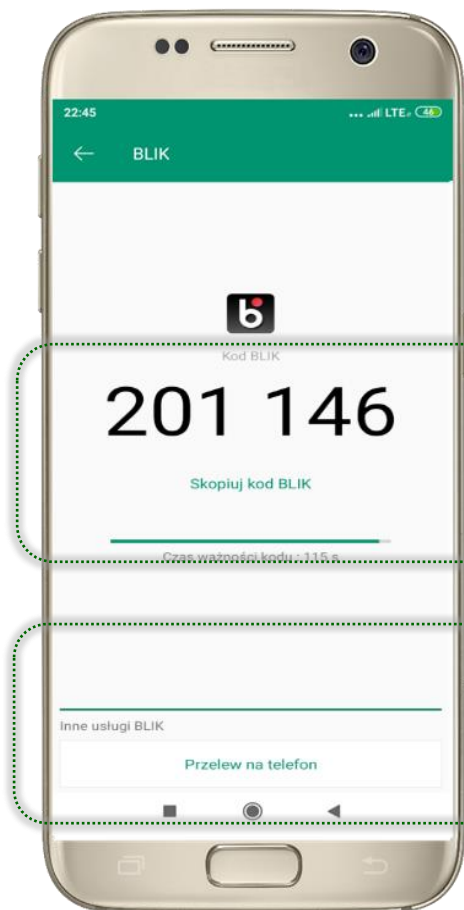 22:45
LTE
46
BLIK
b
Kod BLIK
201 146
Skopiuj kod BLIK
Czas ważności kodu : 115 s
Inne usługi BLIK
Przelew na telefon